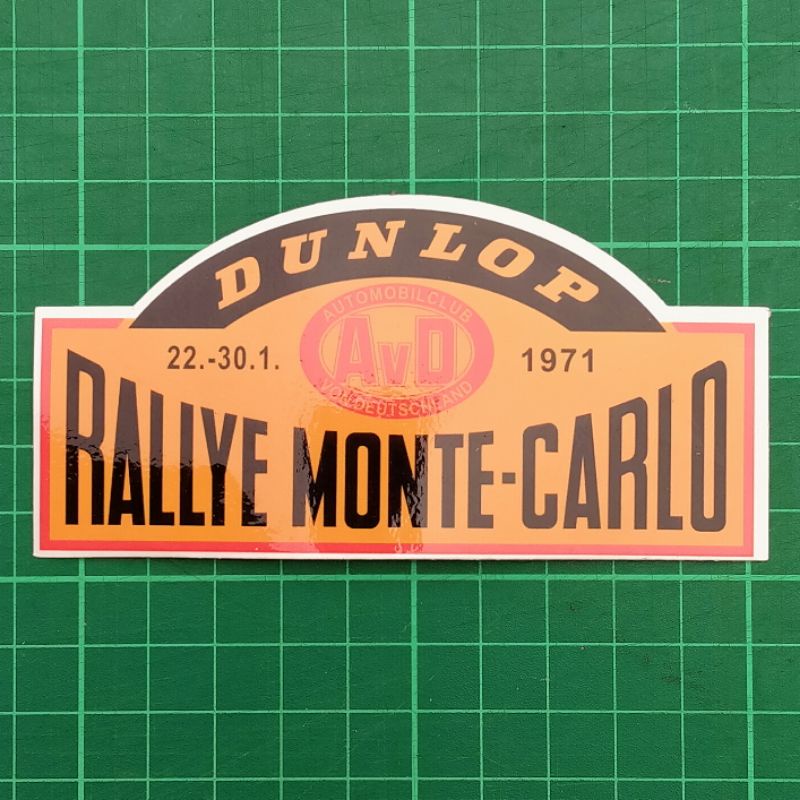 DUNLOP
AUTOMOBILCLUB
22.-30.1.
AvD
1971
VON DEUTSCHLAND
RALLYE MONTE-CARLO